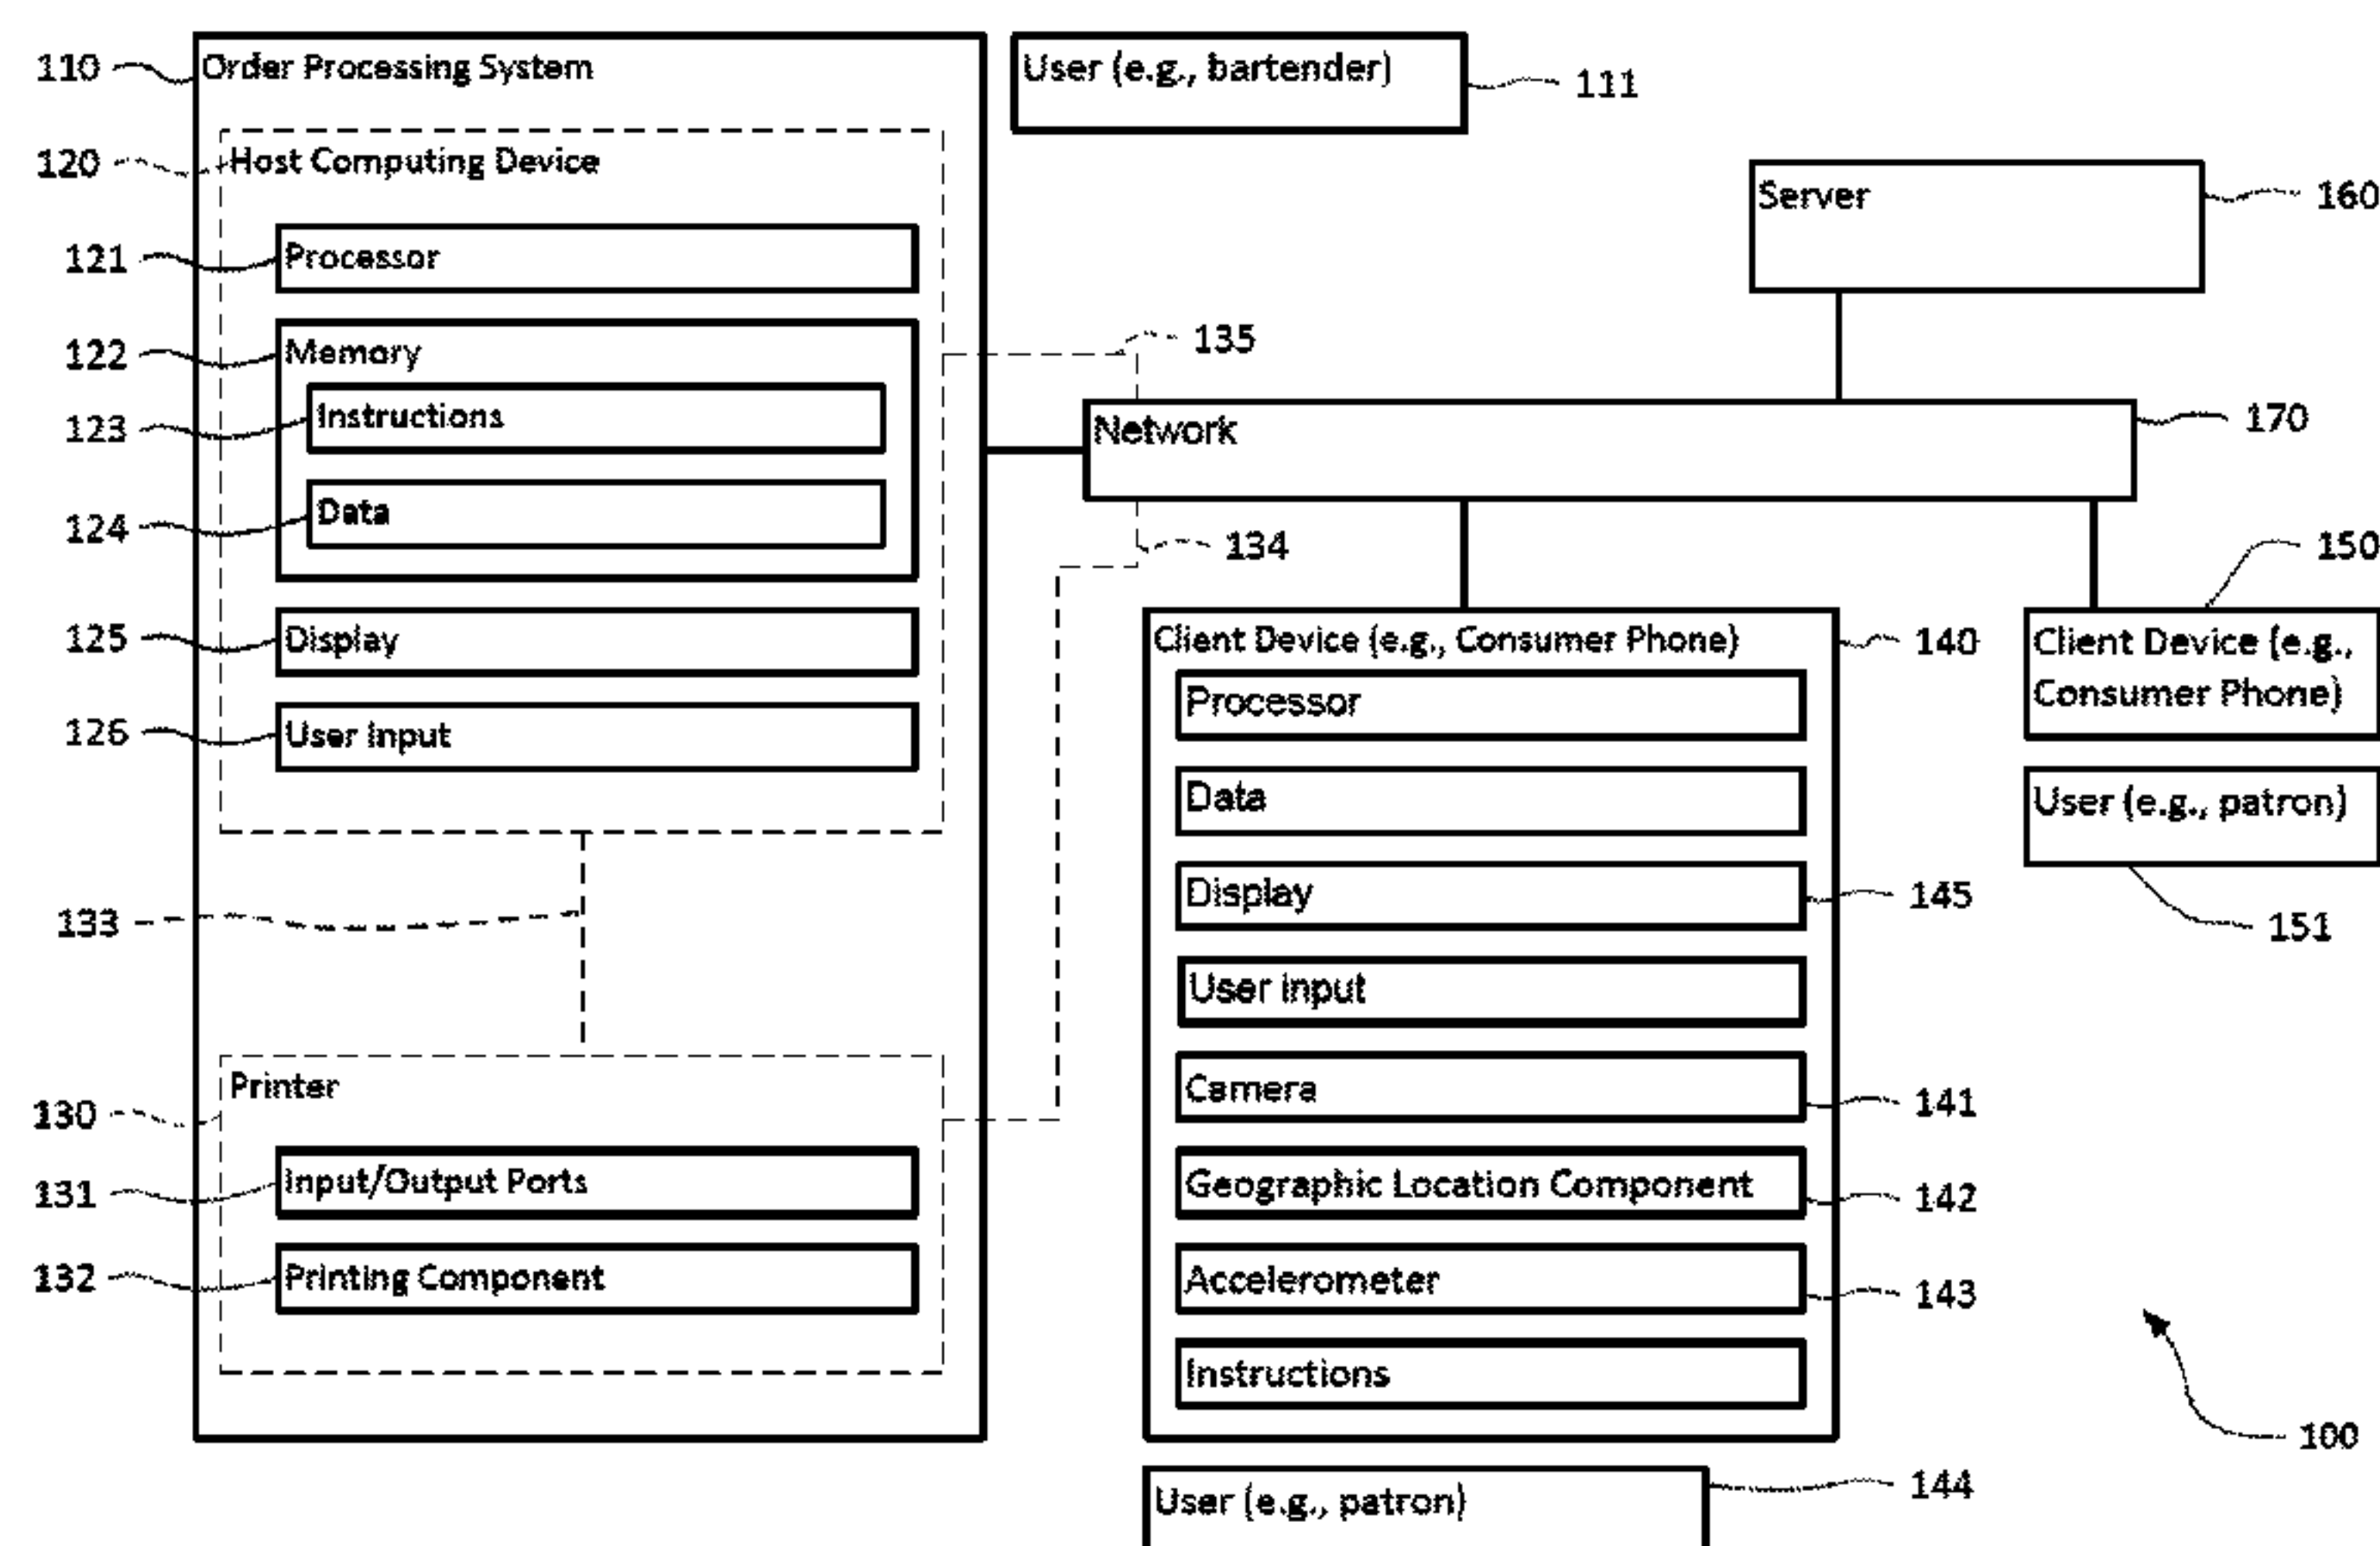 110
Order Processing System
120
Host Computing Device
121
Processor
122
Memory
123
Instructions
124
Data
125
Display
126
User Input
133
130
Printer
131
Input/Output Ports
132
Printing Component
User (e.g., bartender)
111
Server
160
135
Network
170
134
Client Device (e.g., Consumer Phone)
140
Processor
Data
Display
145
User input
Camera
141
Geographic Location Component
142
Accelerometer
143
Instructions
User (e.g., patron)
144
150
Client Device (e.g.,
Consumer Phone)
User (e.g., patron)
151
100